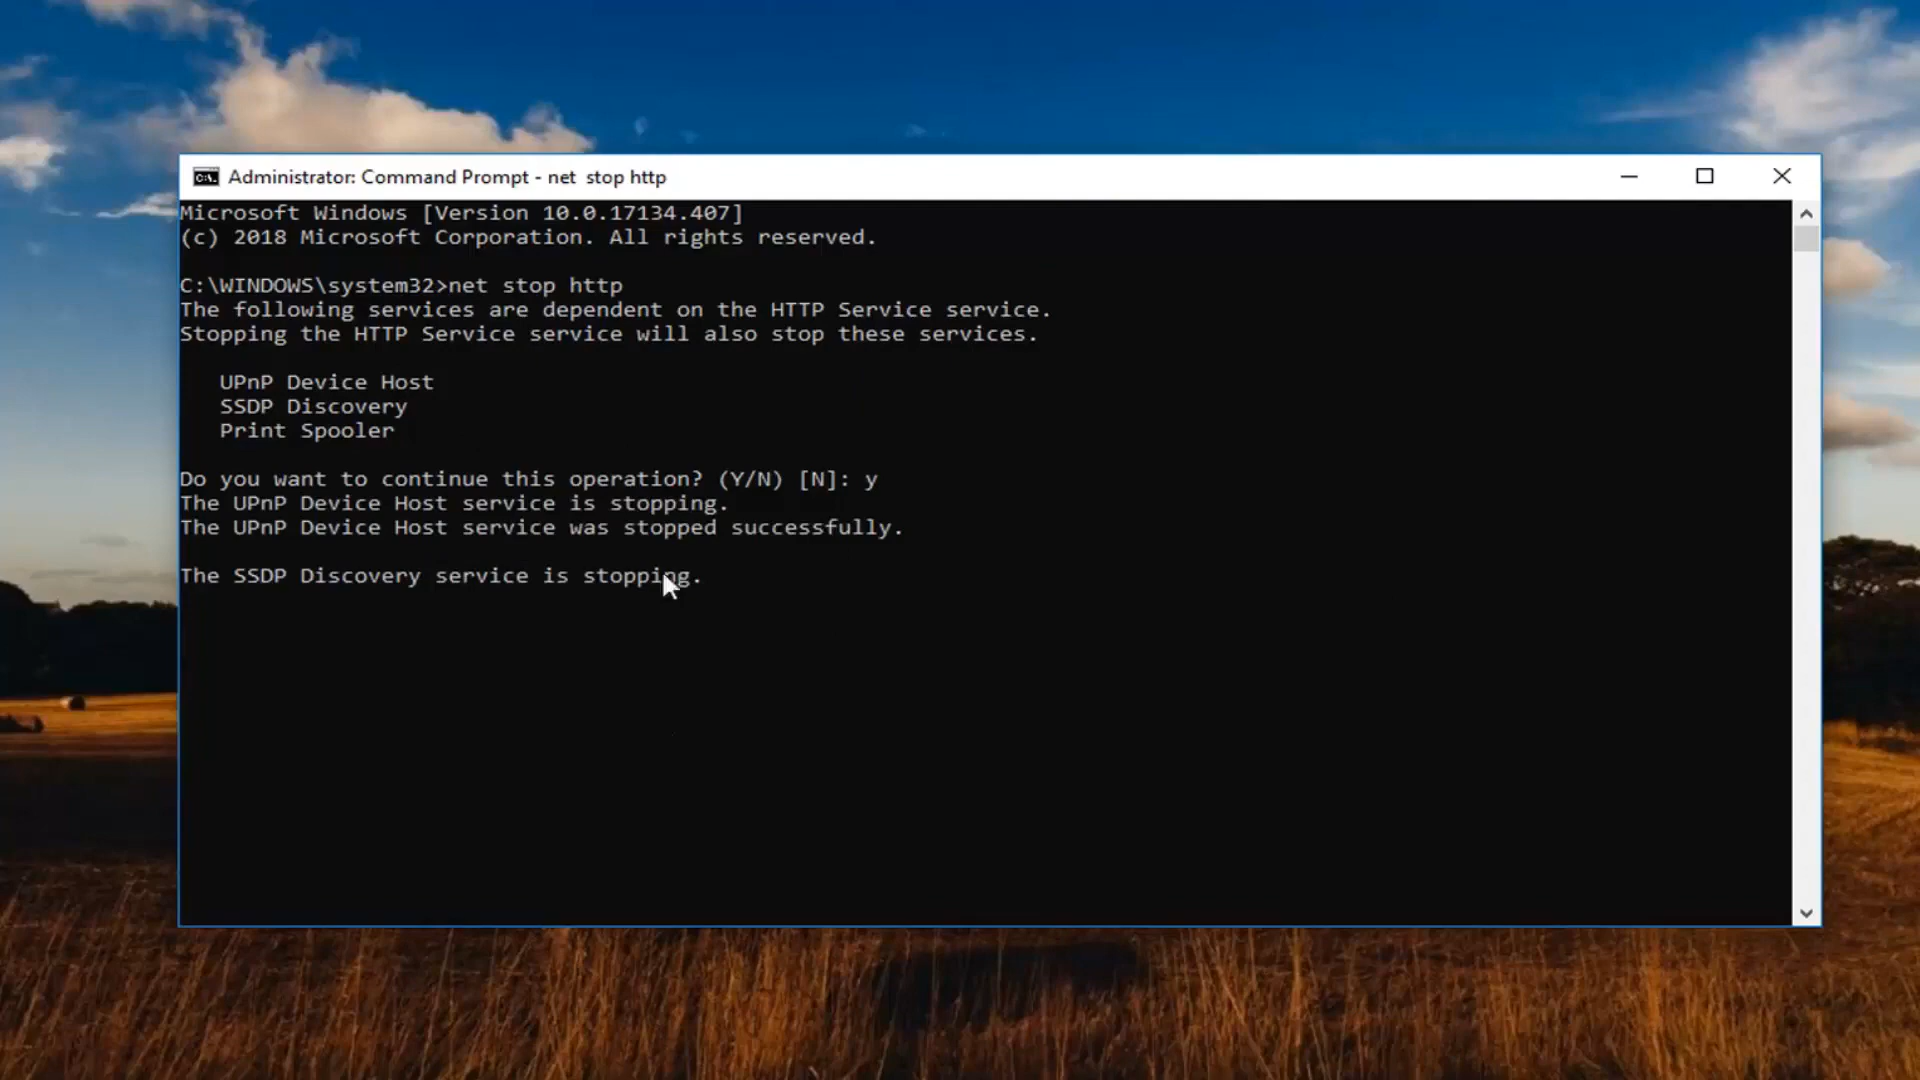 Administrator: Command Prompt - net  stop http
Microsoft Windows [Version 10.0.17134.407]
(c) 2018 Microsoft Corporation. All rights reserved.
C:\WINDOWS\system32>net stop http
The following services are dependent on the HTTP Service service.
Stopping the HTTP Service service will also stop these services.
UPnP Device Host
SSDP Discovery
Print Spooler
Do you want to continue this operation? (Y/N) [N]: y
The UPnP Device Host service is stopping.
The UPnP Device Host service was stopped successfully.
The SSDP Discovery service is stopping.